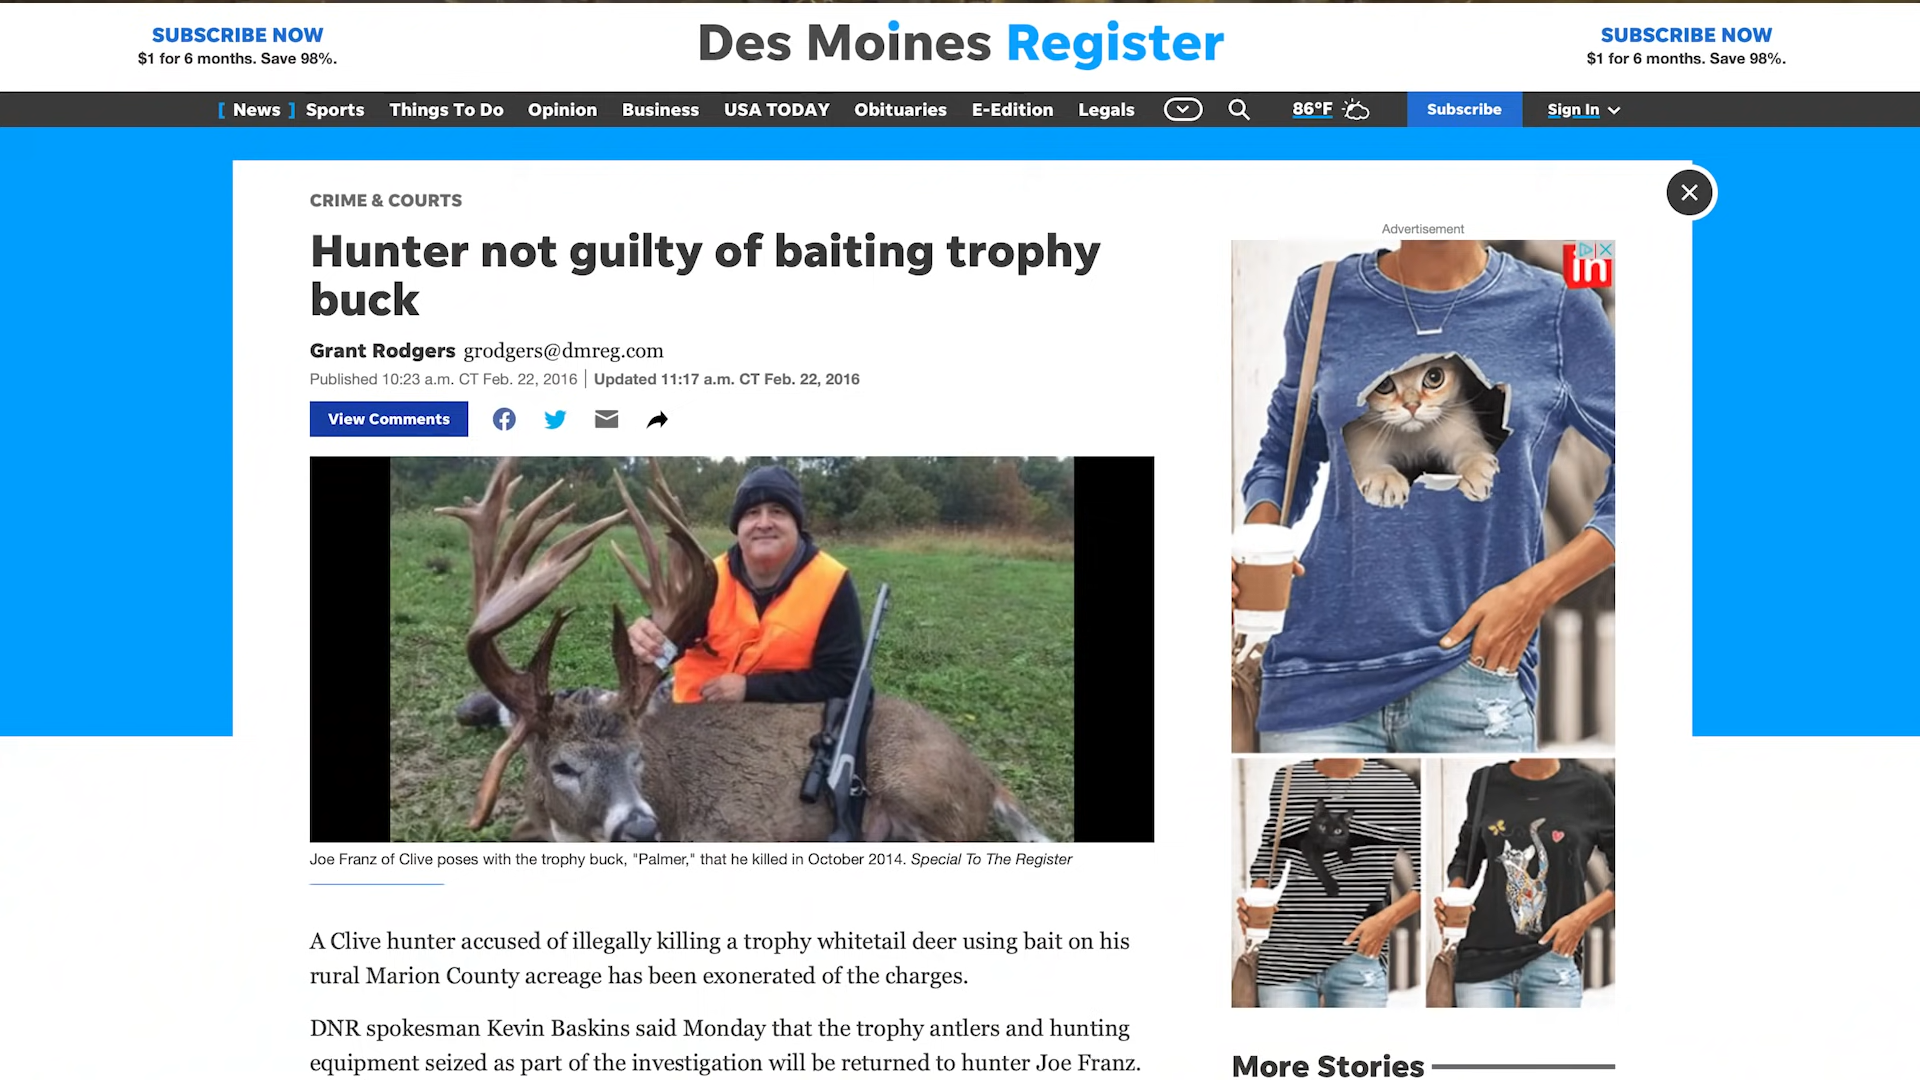 SUBSCRIBE NOW
$1 for 6 months. Save 98%.
Des Moines Register
SUBSCRIBE NOW
$1 for 6 months. Save 98%.
[ News ] Sports Things To Do Opinion Business USA TODAY Obituaries E-Edition Legals 86°F Subscribe Sign In
CRIME & COURTS
Hunter not guilty of baiting trophy
buck
Grant Rodgers grodgers@dmreg.com
Published 10:23 a.m. CT Feb. 22, 2016 | Updated 11:17 a.m. CT Feb. 22, 2016
View Comments
Joe Franz of Clive poses with the trophy buck, "Palmer," that he killed in October 2014. Special To The Register
A Clive hunter accused of illegally killing a trophy whitetail deer using bait on his
rural Marion County acreage has been exonerated of the charges.
DNR spokesman Kevin Baskins said Monday that the trophy antlers and hunting
equipment seized as part of the investigation will be returned to hunter Joe Franz.
Advertisement
in
More Stories